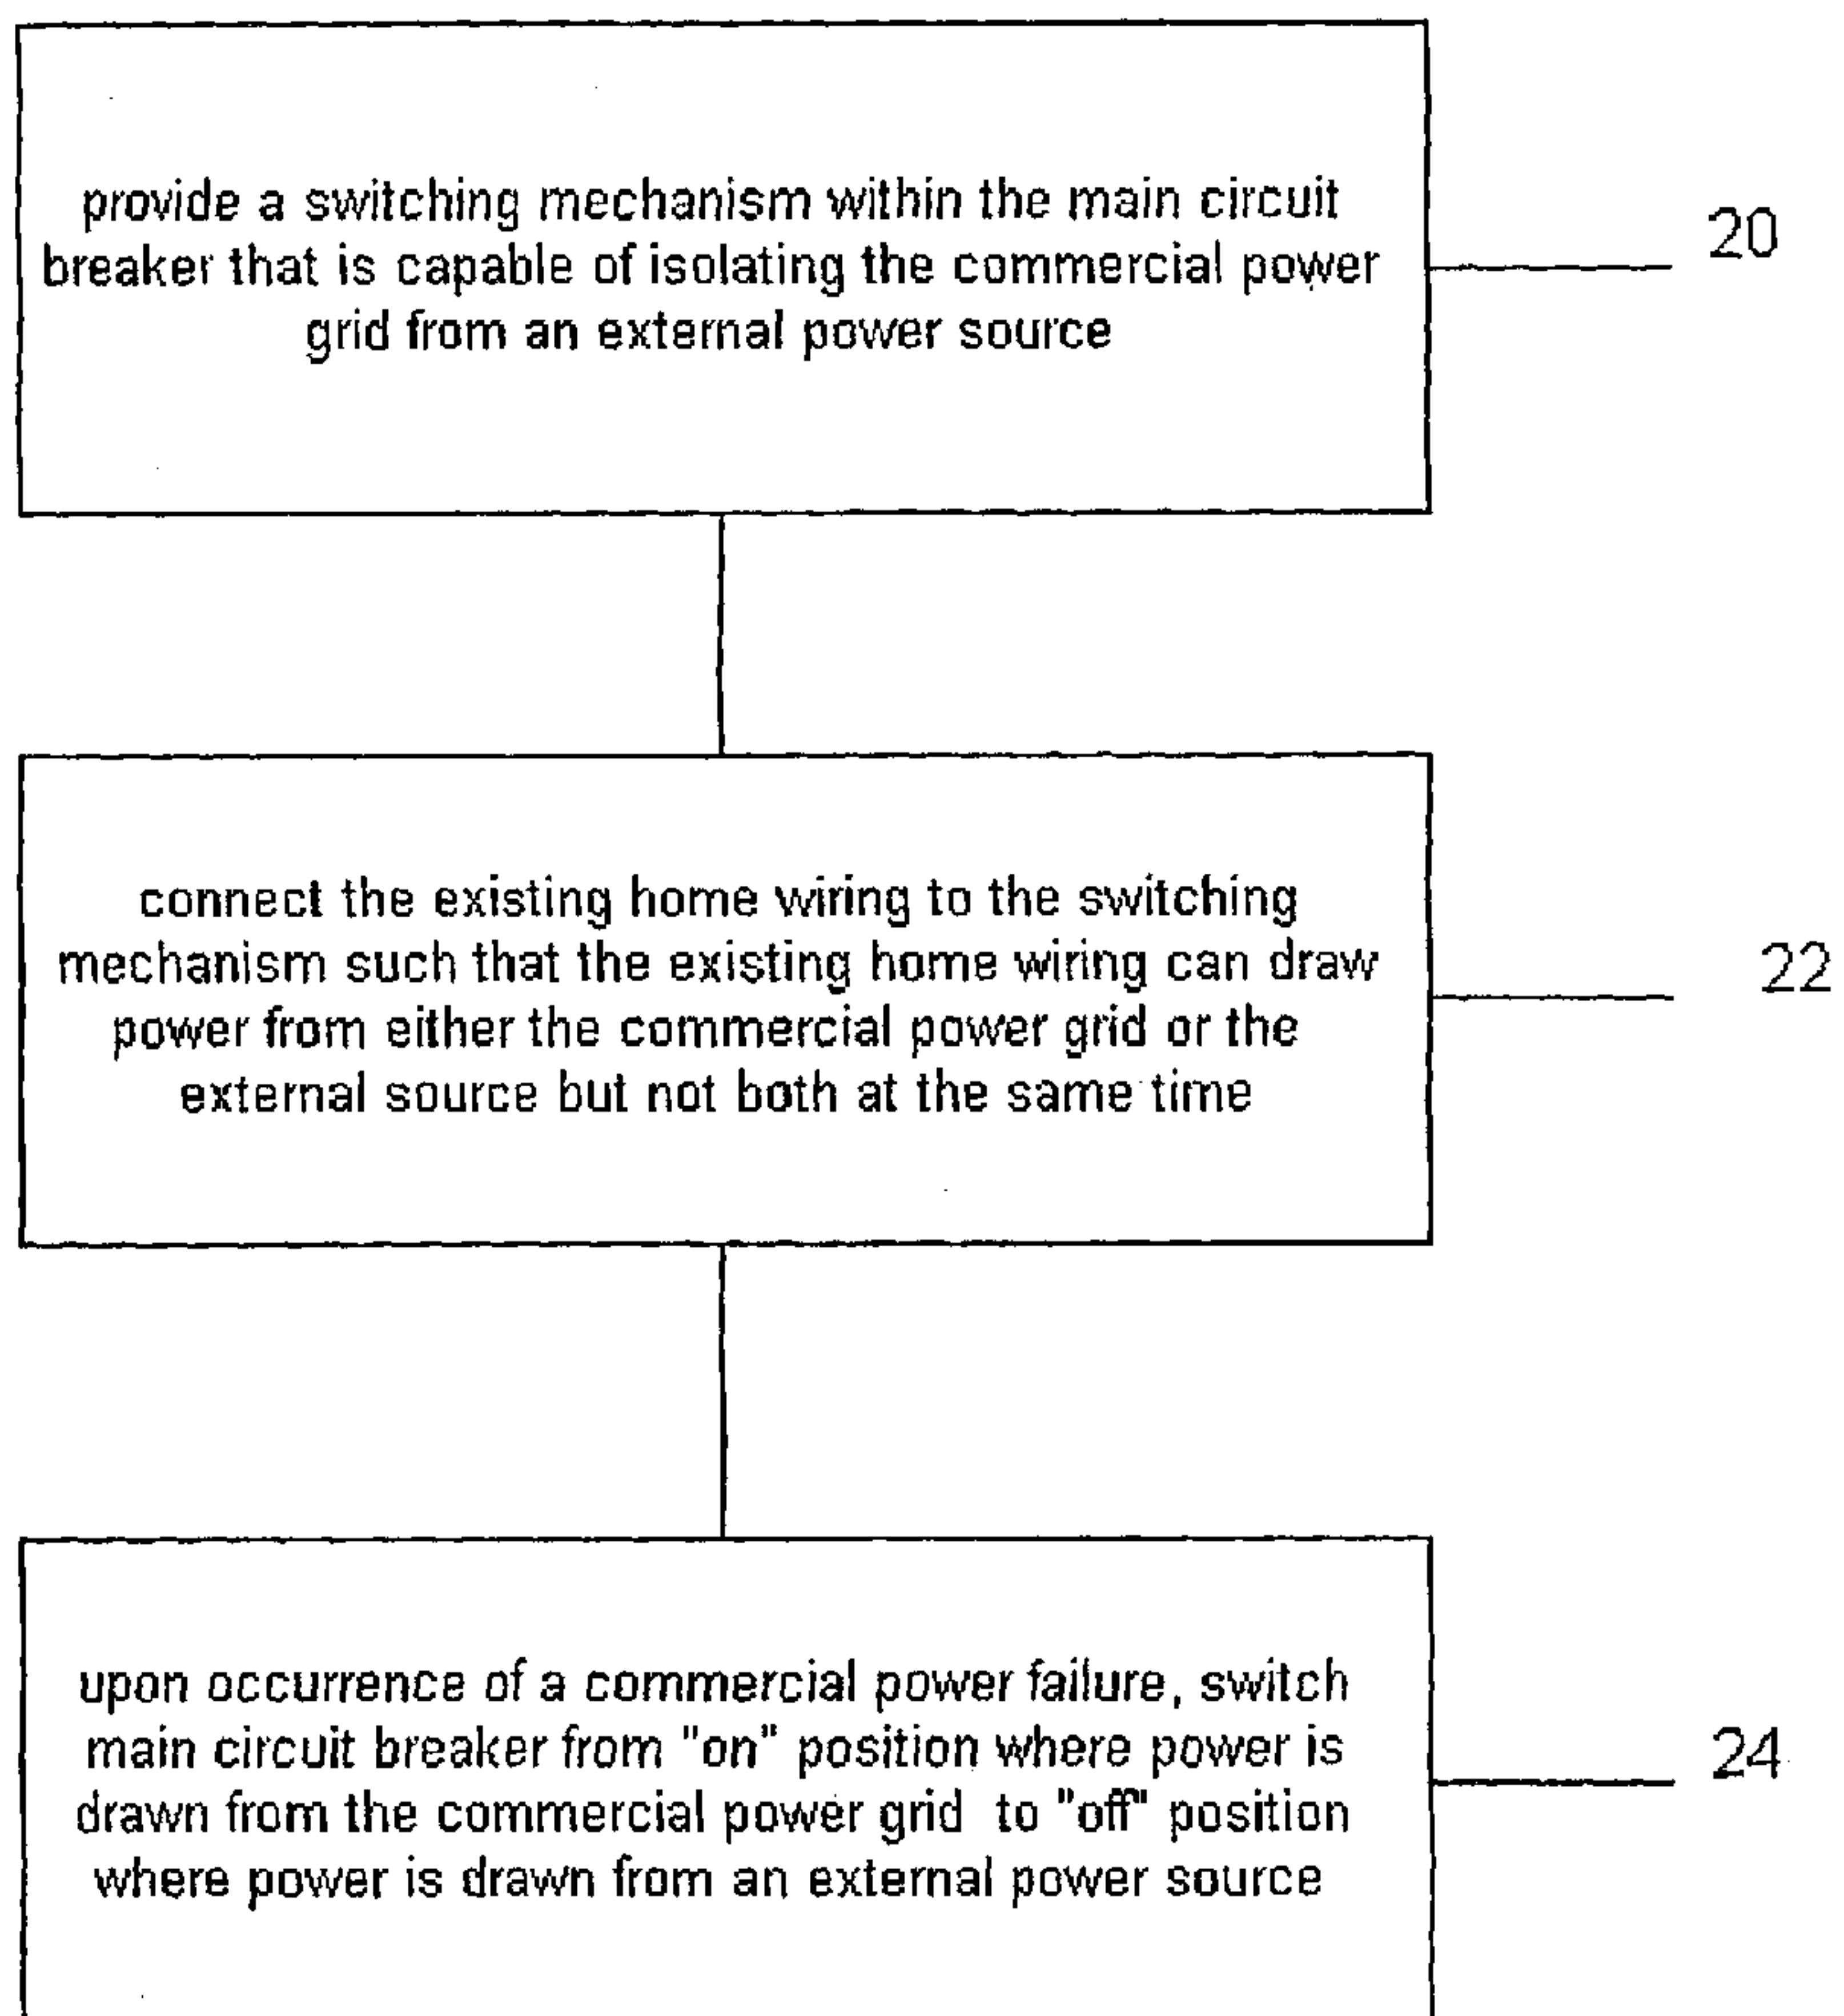 provide a switching mechanism within the main circuit
breaker that is capable of isolating the commercial power
grid from an external power source
20
connect the existing home wiring to the switching
mechanism such that the existing home wiring can draw
power from either the commercial power grid or the
external source but not both at the same time
22
upon occurrence of a commercial power failure, switch
main circuit breaker from "on" position where power is
drawn from the commercial power grid to "off" position
where power is drawn from an external power source
24